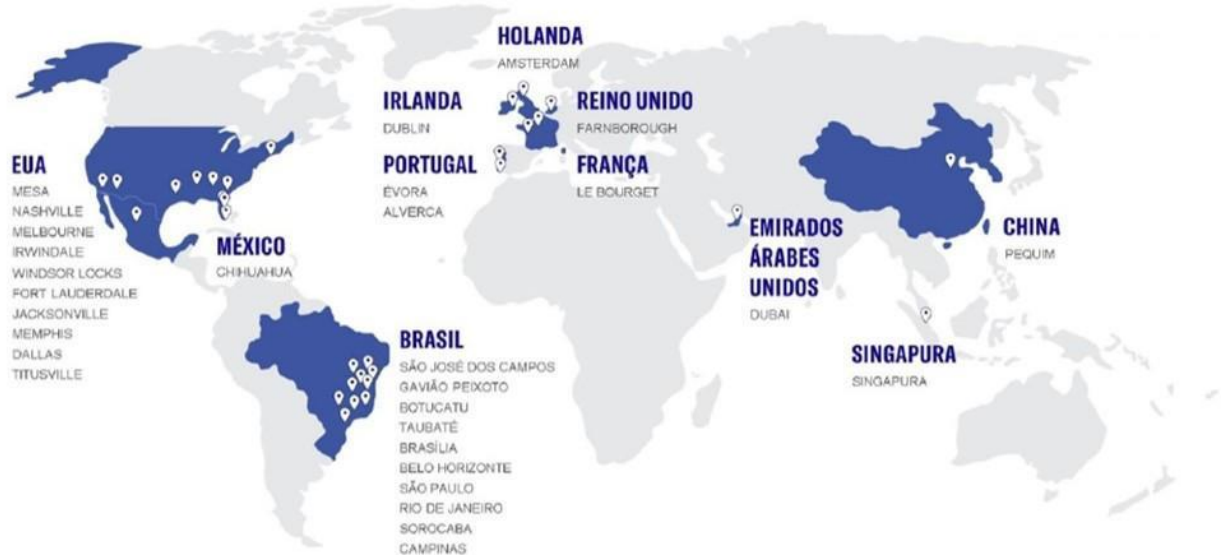 HOLANDA
AMSTERDAM
IRLANDA
DUBLIN
REINO UNIDO
FARNBOROUGH
EUA
MESA
NASHVILLE
MELBOURNE
IRWINDALE
WINDSOR LOCKS
FORT LAUDERDALE
JACKSONVILLE
MEMPHIS
DALLAS
TITUSVILLE
PORTUGAL
ÉVORA
ALVERCA
FRANÇA
LE BOURGET
MÉXICO
CHIHUAHUA
EMIRADOS
ÁRABES
UNIDOS
DUBAI
CHINA
PEQUIM
BRASIL
SÃO JOSÉ DOS CAMPOS
GAVIÃO PEIXOTO
BOTUCATU
TAUBATÉ
BRASÍLIA
BELO HORIZONTE
SÃO PAULO
RIO DE JANEIRO
SOROCABA
CAMPINAS
SINGAPURA
SINGAPURA